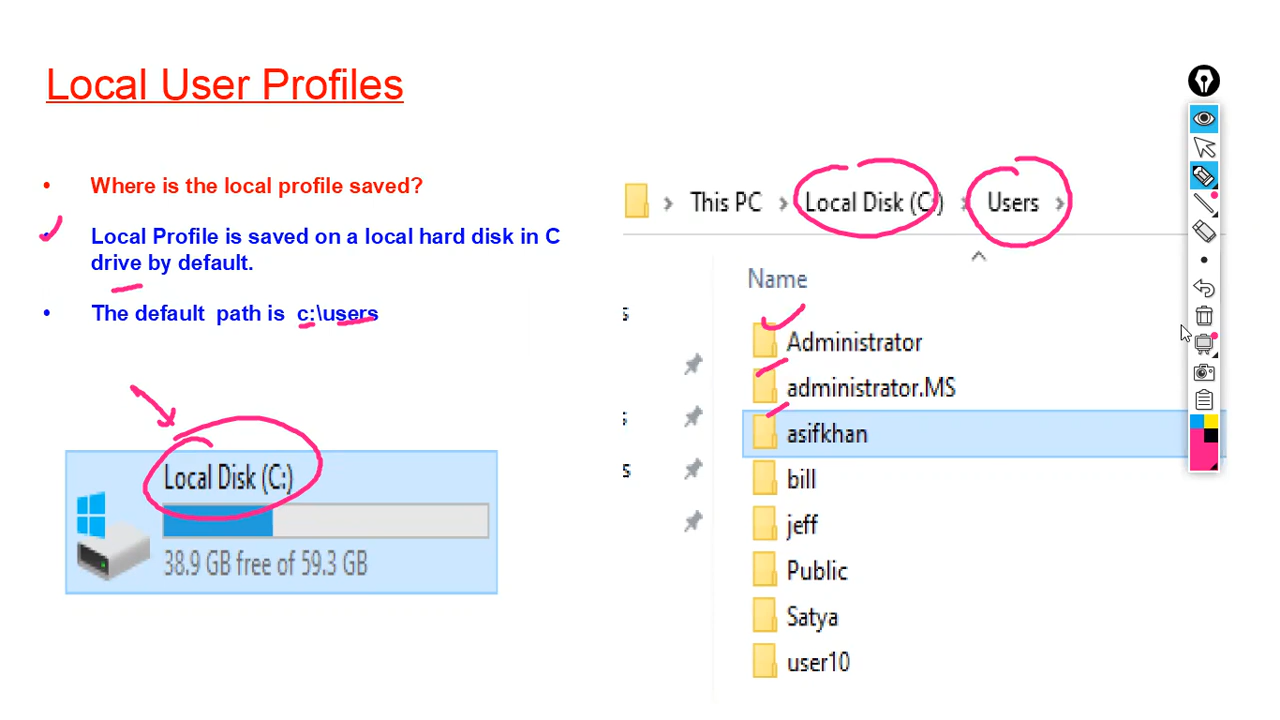 Local User Profiles
• Where is the local profile saved?
• Local Profile is saved on a local hard disk in C
drive by default.
• The default path is c:\users
Local Disk (C:)
38.9 GB free of 59.3 GB
This PC > Local Disk (C:) > Users >
Name
s
Administrator
administrator.MS
s
asifkhan
s
bill
jeff
Public
Satya
user10